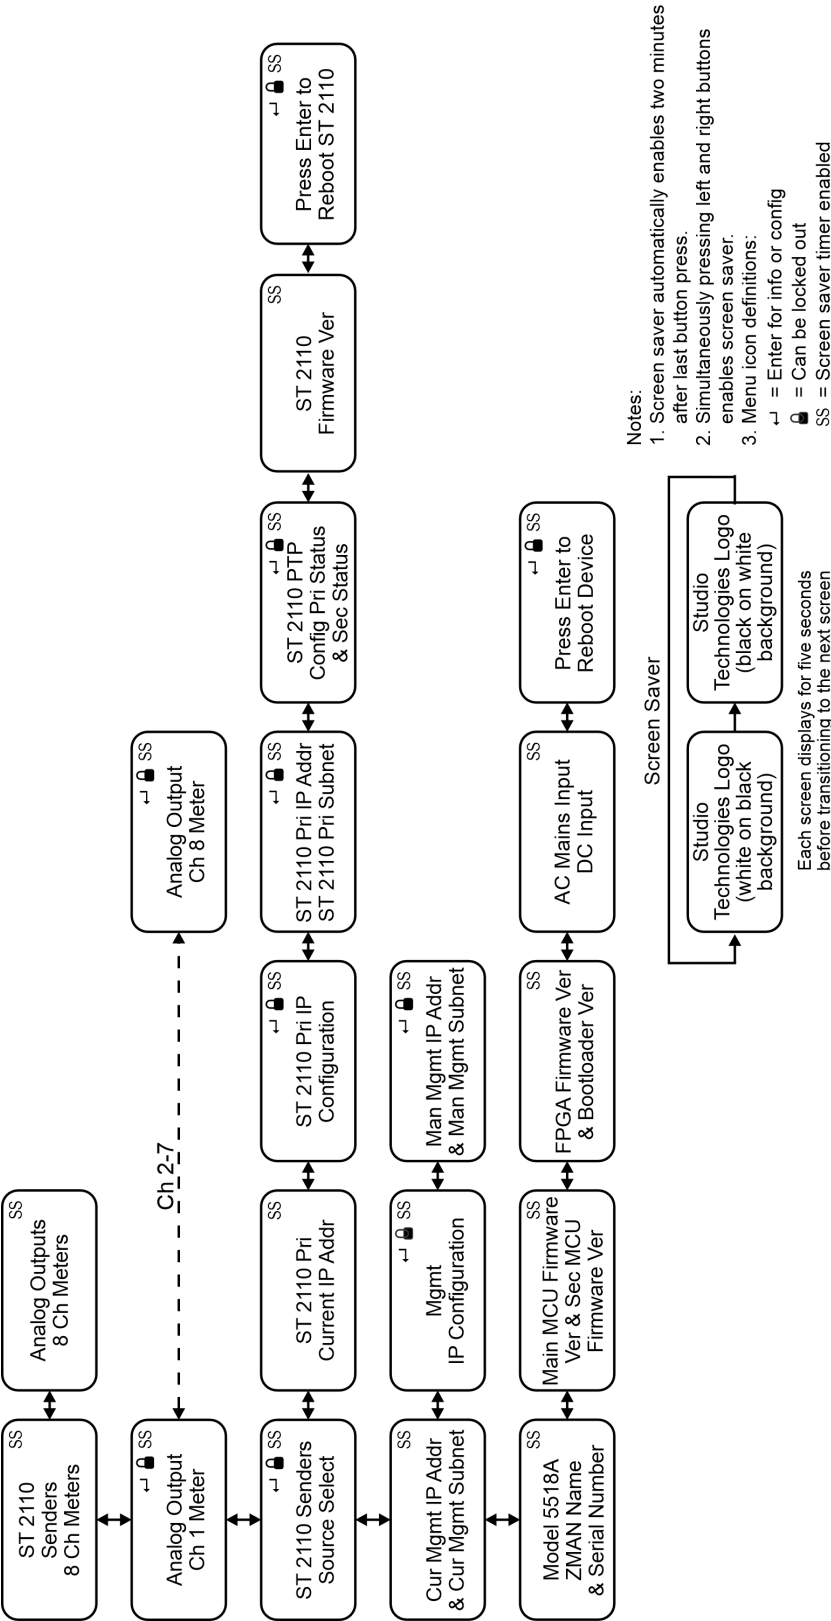 ST 2110
Senders
8 Ch Meters
SS
Analog Outputs
8 Ch Meters
SS
Analog Output
Ch 1 Meter
↵ 🔒 SS
Ch 2-7
Analog Output
Ch 8 Meter
↵ 🔒 SS
ST 2110 Senders
Source Select
↵ 🔒 SS
ST 2110 Pri
Current IP Addr
SS
ST 2110 Pri IP
Configuration
↵ 🔒 SS
ST 2110 Pri IP Addr
ST 2110 Pri Subnet
↵ 🔒 SS
ST 2110 PTP
Config Pri Status
& Sec Status
↵ 🔒 SS
ST 2110
Firmware Ver
SS
Press Enter to
Reboot ST 2110
↵ 🔒 SS
Cur Mgmt IP Addr
& Cur Mgmt Subnet
SS
Mgmt
IP Configuration
↵ 🔒 SS
Man Mgmt IP Addr
& Man Mgmt Subnet
↵ 🔒 SS
Model 5518A
ZMAN Name
& Serial Number
SS
Main MCU Firmware
Ver & Sec MCU
Firmware Ver
SS
FPGA Firmware Ver
& Bootloader Ver
SS
AC Mains Input
DC Input
SS
Press Enter to
Reboot Device
↵ 🔒 SS
Screen Saver
Studio
Technologies Logo
(white on black
background)
Studio
Technologies Logo
(black on white
background)
Each screen displays for five seconds
before transitioning to the next screen
Notes:
1. Screen saver automatically enables two minutes
after last button press.
2. Simultaneously pressing left and right buttons
enables screen saver.
3. Menu icon definitions:
↵ = Enter for info or config
🔒 = Can be locked out
SS = Screen saver timer enabled